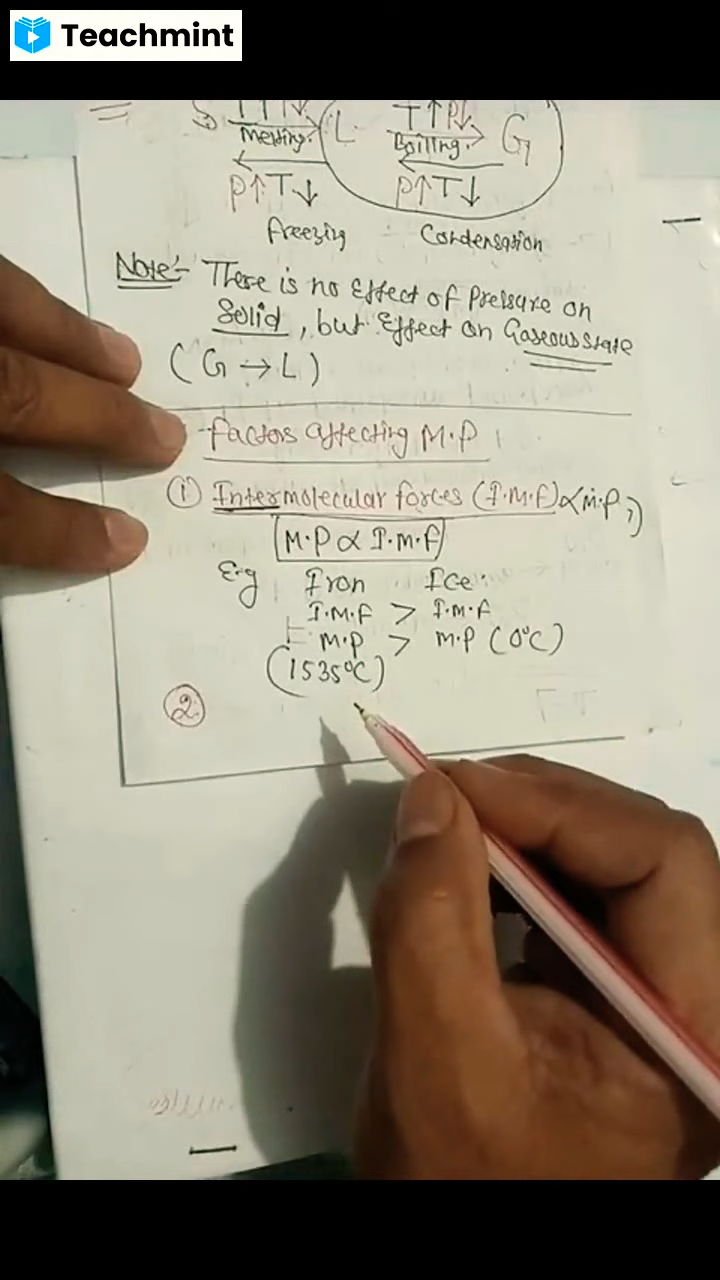 Teachmint
T↑ P↓
Melting. L Boiling. G
P↑ T↓ P↑ T↓
Freezing Condensation
Note:- There is no Effect of Pressure on
Solid, but Effect on Gaseous state
(G → L)
Factors affecting M.P
① Intermolecular forces (I.M.F) ∝ M.P,
M.P ∝ I.M.F
E.g Iron Ice
I.M.F > I.M.F
M.P > M.P (0°C)
(1535°C)
②